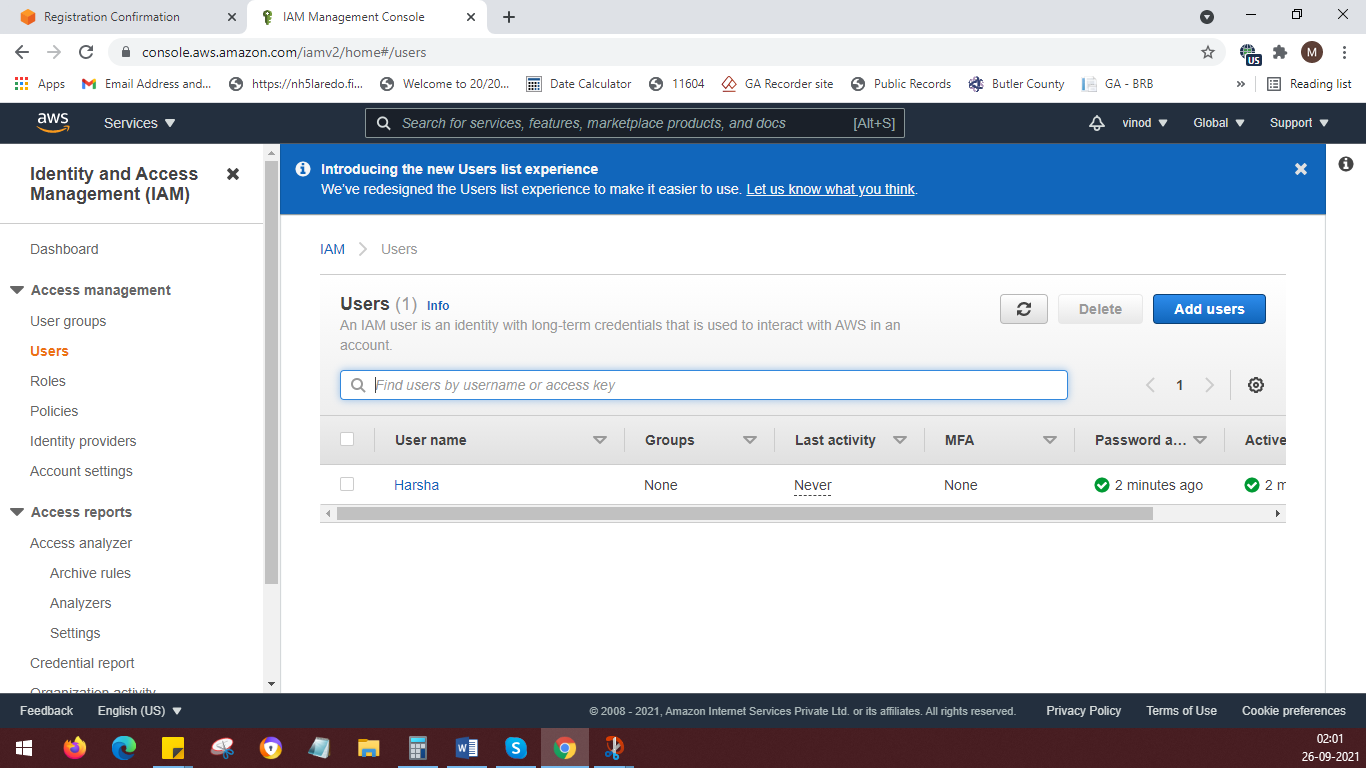 Registration Confirmation
IAM Management Console
console.aws.amazon.com/iamv2/home#/users
US
M
Apps
Email Address and...
https://nh5laredo.fi...
Welcome to 20/20...
Date Calculator
11604
GA Recorder site
Public Records
Butler County
GA - BRB
»
Reading list
aws
Services
Search for services, features, marketplace products, and docs
[Alt+S]
vinod
Global
Support
Identity and Access
Management (IAM)
Dashboard
Access management
User groups
Users
Roles
Policies
Identity providers
Account settings
Access reports
Access analyzer
Archive rules
Analyzers
Settings
Credential report
Organization activity
Introducing the new Users list experience
We've redesigned the Users list experience to make it easier to use. Let us know what you think.
IAM
Users
Users (1) Info
An IAM user is an identity with long-term credentials that is used to interact with AWS in an
account.
Delete
Add users
Find users by username or access key
1
User name
Groups
Last activity
MFA
Password a...
Active
Harsha
None
Never
None
2 minutes ago
2 m
Feedback
English (US)
© 2008 - 2021, Amazon Internet Services Private Ltd. or its affiliates. All rights reserved.
Privacy Policy
Terms of Use
Cookie preferences
02:01
26-09-2021